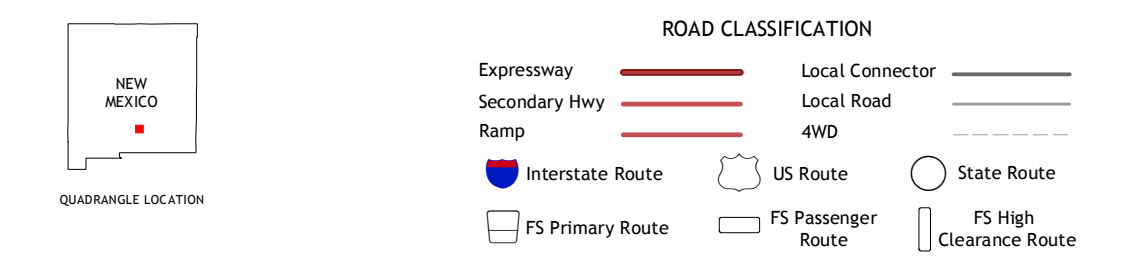 NEW
MEXICO
QUADRANGLE LOCATION
ROAD CLASSIFICATION
Expressway
Local Connector
Secondary Hwy
Local Road
Ramp
4WD
Interstate Route
US Route
State Route
FS Primary Route
FS Passenger
Route
FS High
Clearance Route